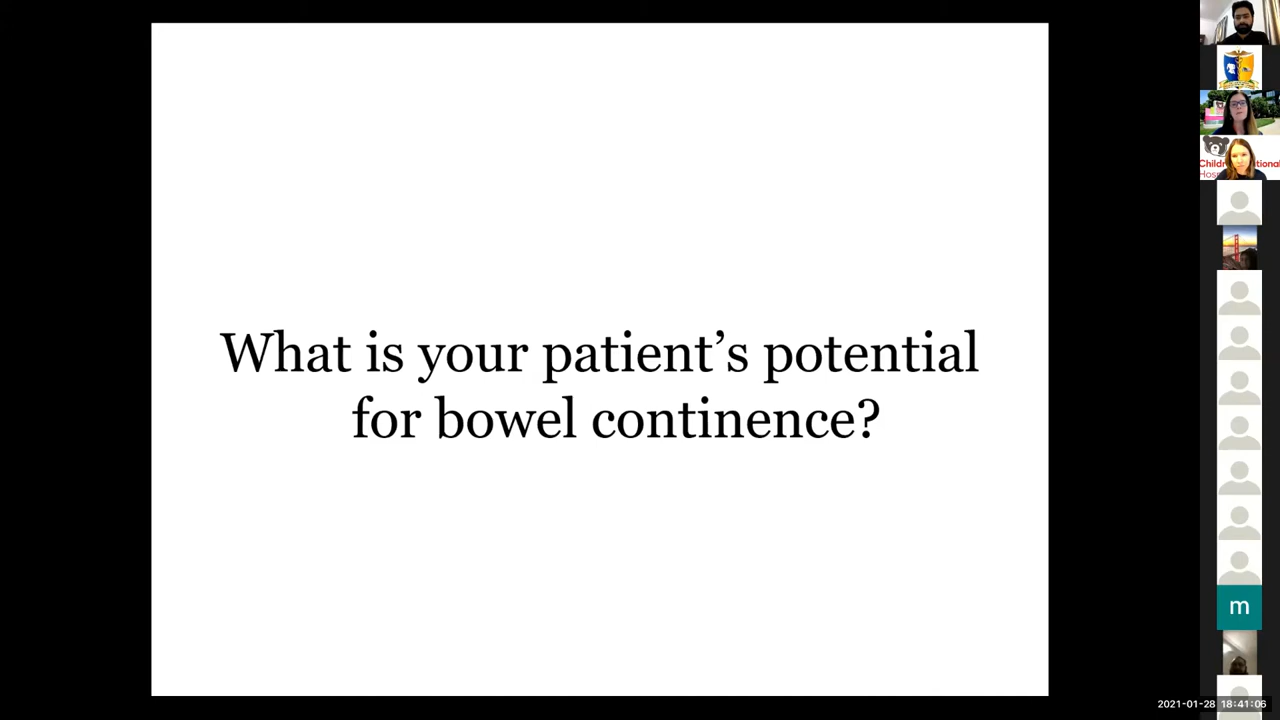 What is your patient’s potential
for bowel continence?
m
2021-01-28 18:41:06